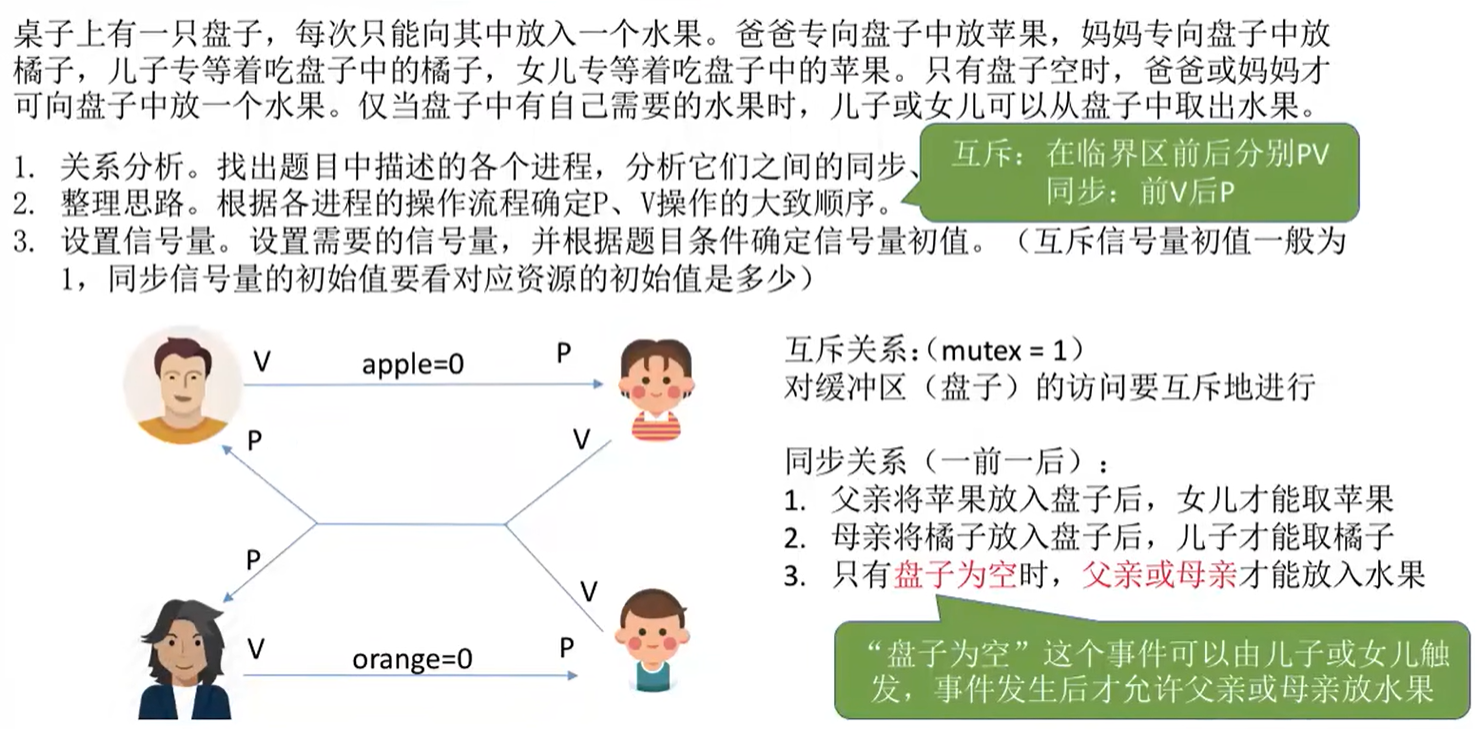 桌子上有一只盘子，每次只能向其中放入一个水果。爸爸专向盘子中放苹果，妈妈专向盘子中放
橘子，儿子专等着吃盘子中的橘子，女儿专等着吃盘子中的苹果。只有盘子空时，爸爸或妈妈才
可向盘子中放一个水果。仅当盘子中有自己需要的水果时，儿子或女儿可以从盘子中取出水果。
1. 关系分析。找出题目中描述的各个进程，分析它们之间的同步、
2. 整理思路。根据各进程的操作流程确定P、V操作的大致顺序。
3. 设置信号量。设置需要的信号量，并根据题目条件确定信号量初值。（互斥信号量初值一般为
1，同步信号量的初始值要看对应资源的初始值是多少）
互斥：在临界区前后分别PV
同步：前V后P
V apple=0 P
P V
P V
V orange=0 P
互斥关系：（mutex = 1）
对缓冲区（盘子）的访问要互斥地进行
同步关系（一前一后）：
1. 父亲将苹果放入盘子后，女儿才能取苹果
2. 母亲将橘子放入盘子后，儿子才能取橘子
3. 只有盘子为空时，父亲或母亲才能放入水果
“盘子为空”这个事件可以由儿子或女儿触
发，事件发生后才允许父亲或母亲放水果